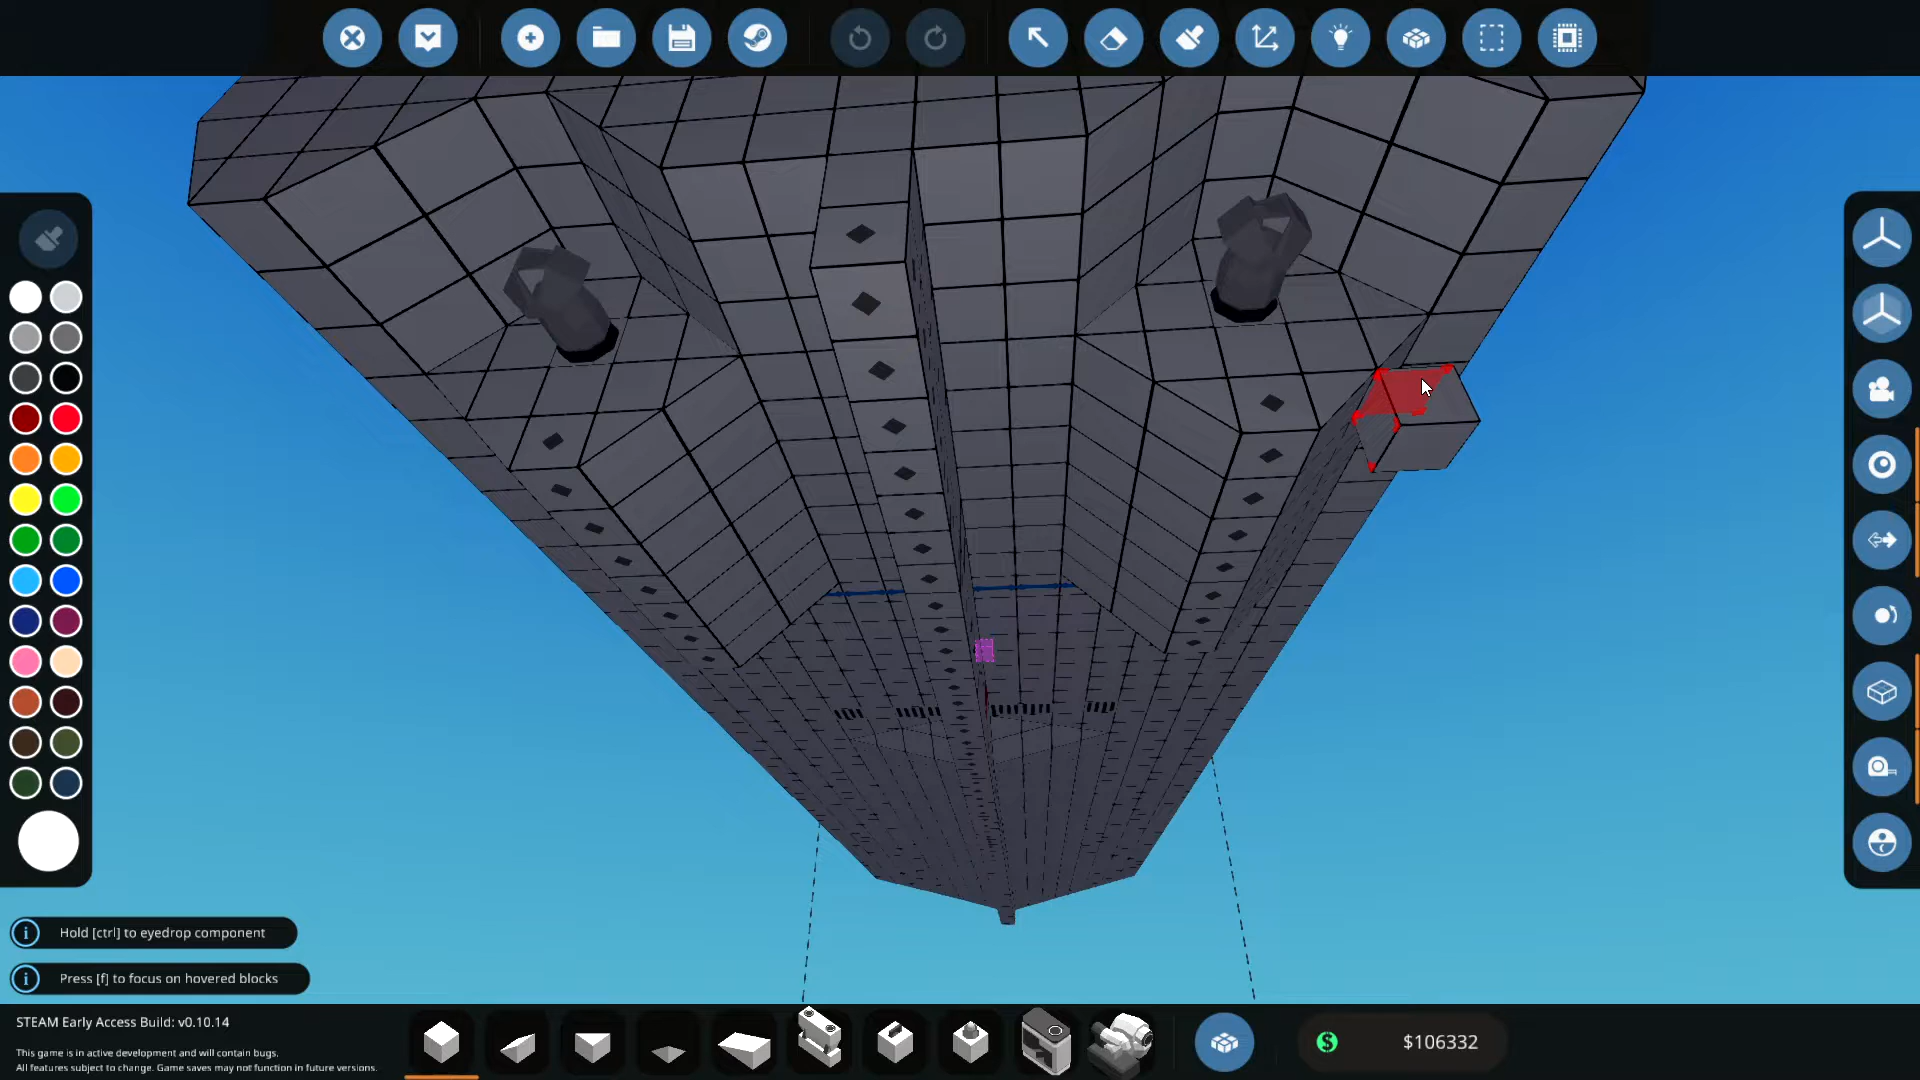 Hold [ctrl] to eyedrop component
Press [f] to focus on hovered blocks
STEAM Early Access Build: v0.10.14
This game is in active development and will contain bugs.
All features subject to change. Game saves may not function in future versions.
$106332